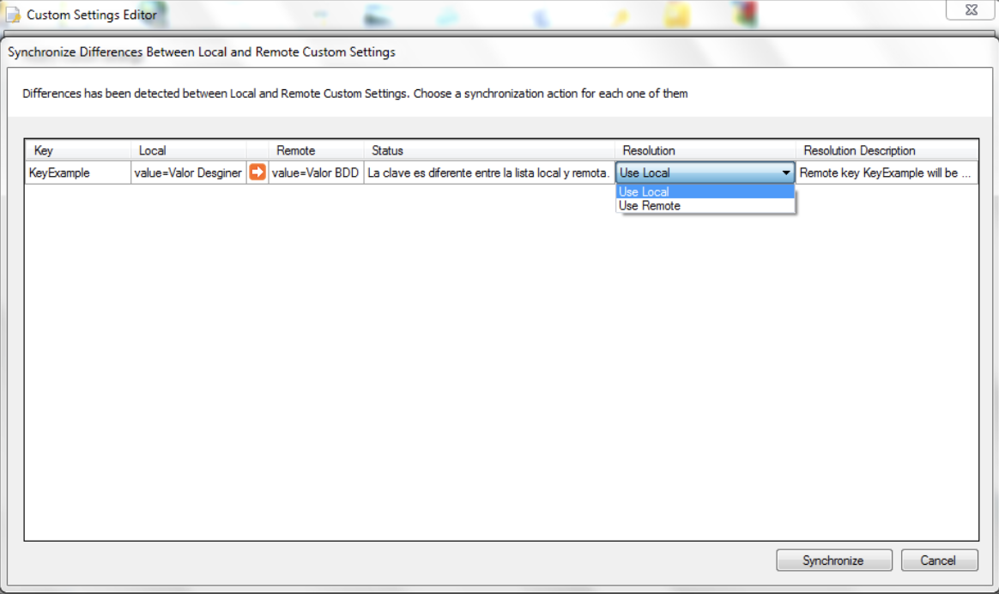 Custom Settings Editor
Synchronize Differences Between Local and Remote Custom Settings
Differences has been detected between Local and Remote Custom Settings. Choose a synchronization action for each one of them
Key Local Remote Status Resolution Resolution Description
KeyExample value=Valor Desginer value=Valor BDD La clave es diferente entre la lista local y remota. Use Local Remote key KeyExample will be ...
Use Local
Use Remote
Synchronize Cancel